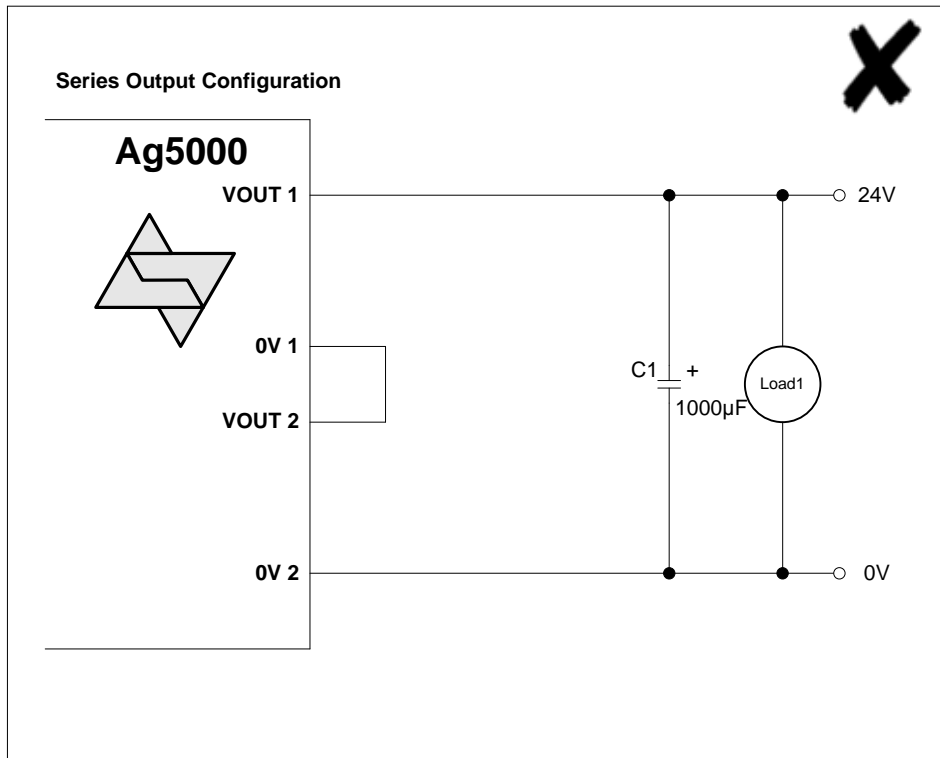 Series Output Configuration
Ag5000
VOUT 1
24V
0V 1
C1 +
Load1
1000µF
VOUT 2
0V 2
0V